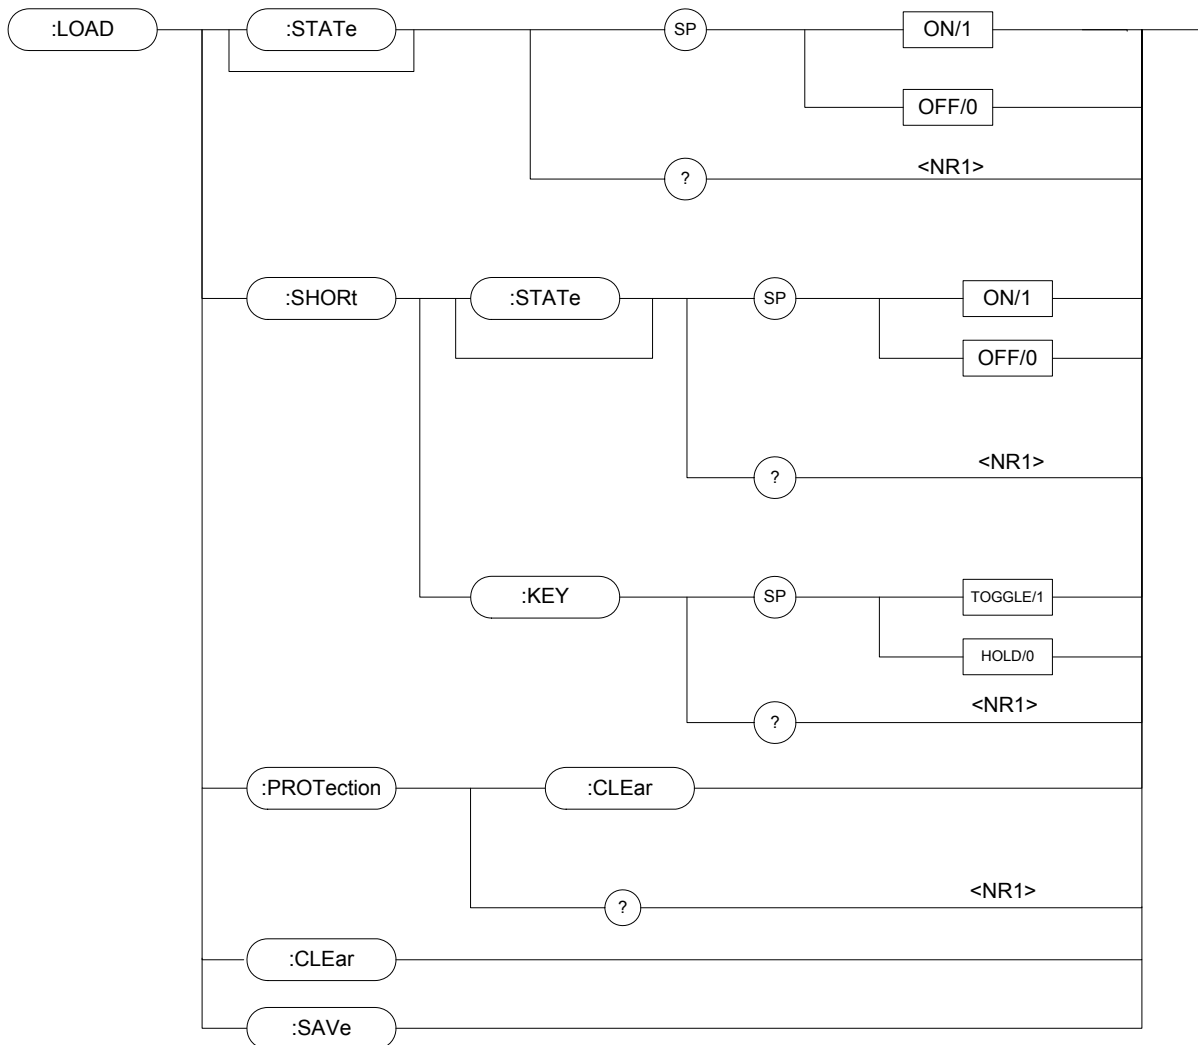 :LOAD
:STATe
SP
ON/1
OFF/0
?
<NR1>
:SHORt
:STATe
SP
ON/1
OFF/0
?
<NR1>
:KEY
SP
TOGGLE/1
HOLD/0
?
<NR1>
:PROTection
:CLEar
?
<NR1>
:CLEar
:SAVe